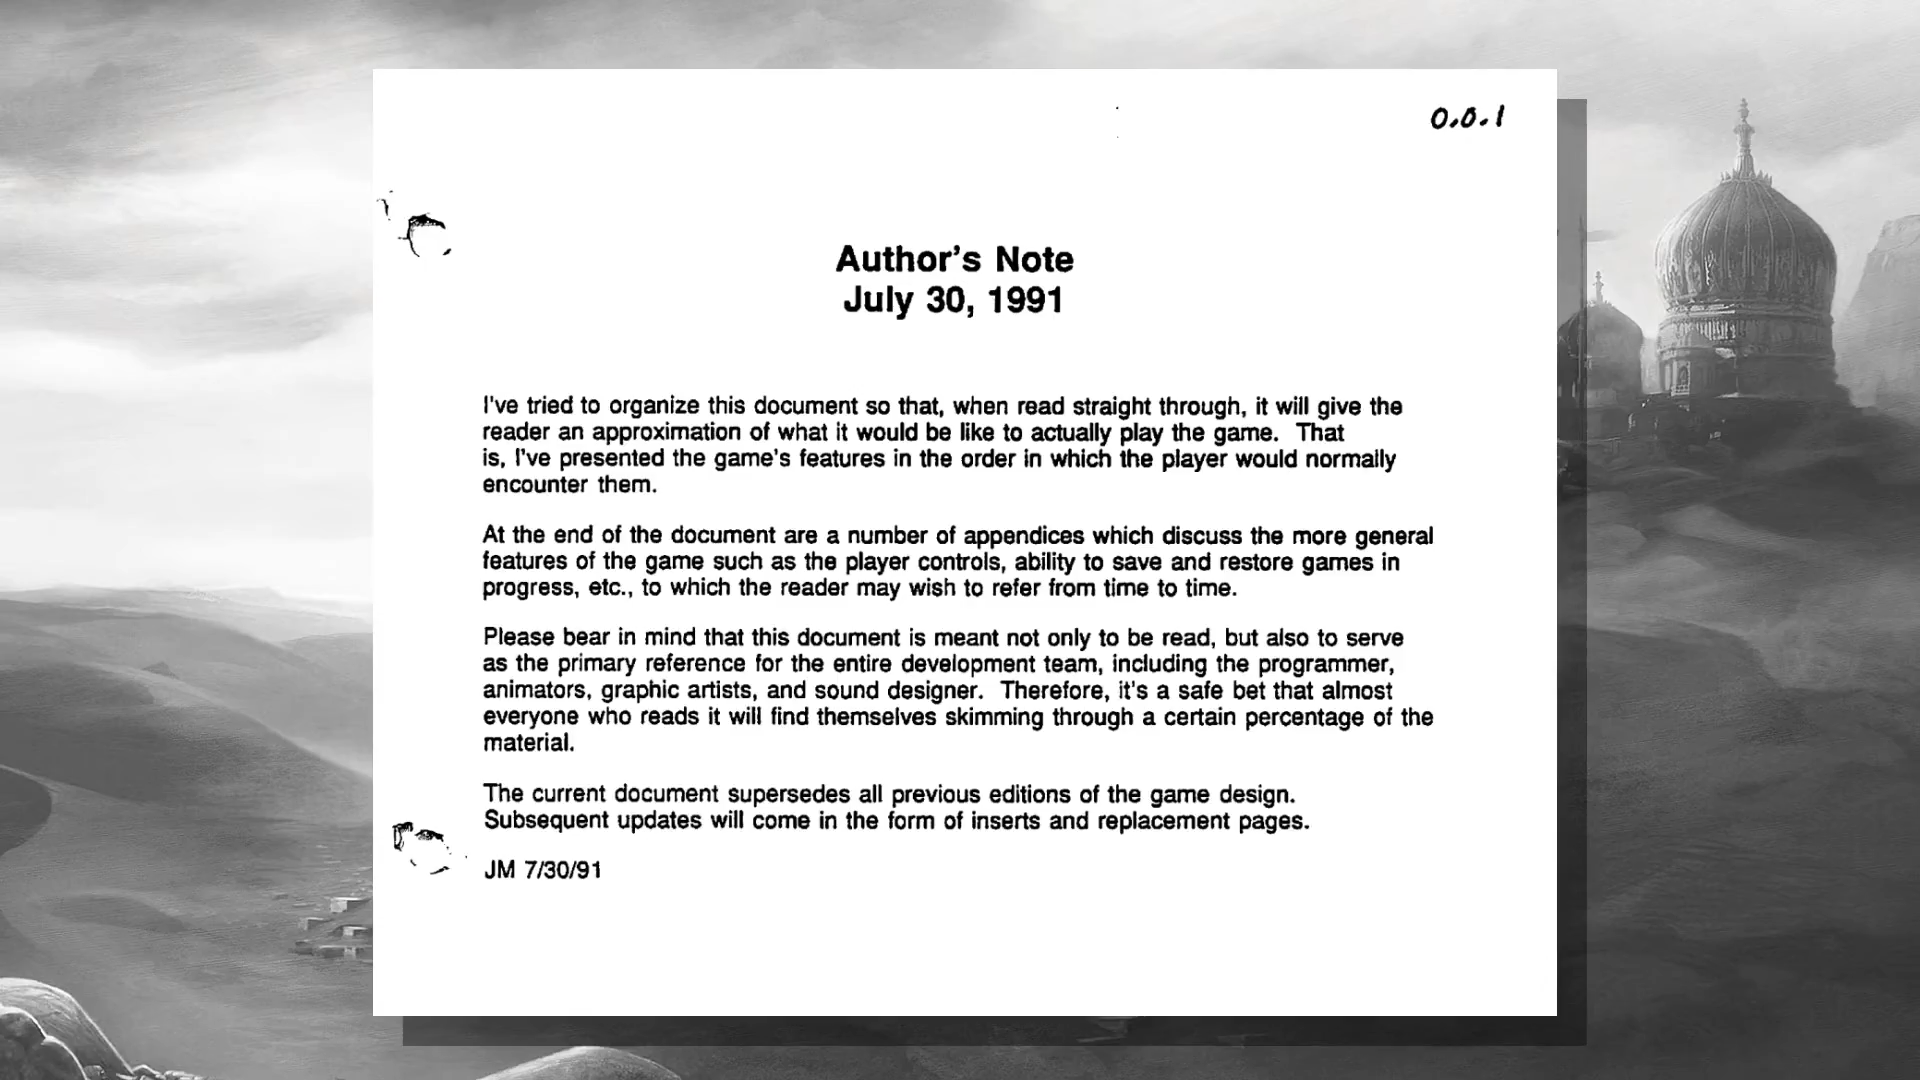 0.0.1
Author's Note
July 30, 1991
I've tried to organize this document so that, when read straight through, it will give the
reader an approximation of what it would be like to actually play the game. That
is, I've presented the game's features in the order in which the player would normally
encounter them.
At the end of the document are a number of appendices which discuss the more general
features of the game such as the player controls, ability to save and restore games in
progress, etc., to which the reader may wish to refer from time to time.
Please bear in mind that this document is meant not only to be read, but also to serve
as the primary reference for the entire development team, including the programmer,
animators, graphic artists, and sound designer. Therefore, it's a safe bet that almost
everyone who reads it will find themselves skimming through a certain percentage of the
material.
The current document supersedes all previous editions of the game design.
Subsequent updates will come in the form of inserts and replacement pages.
JM 7/30/91